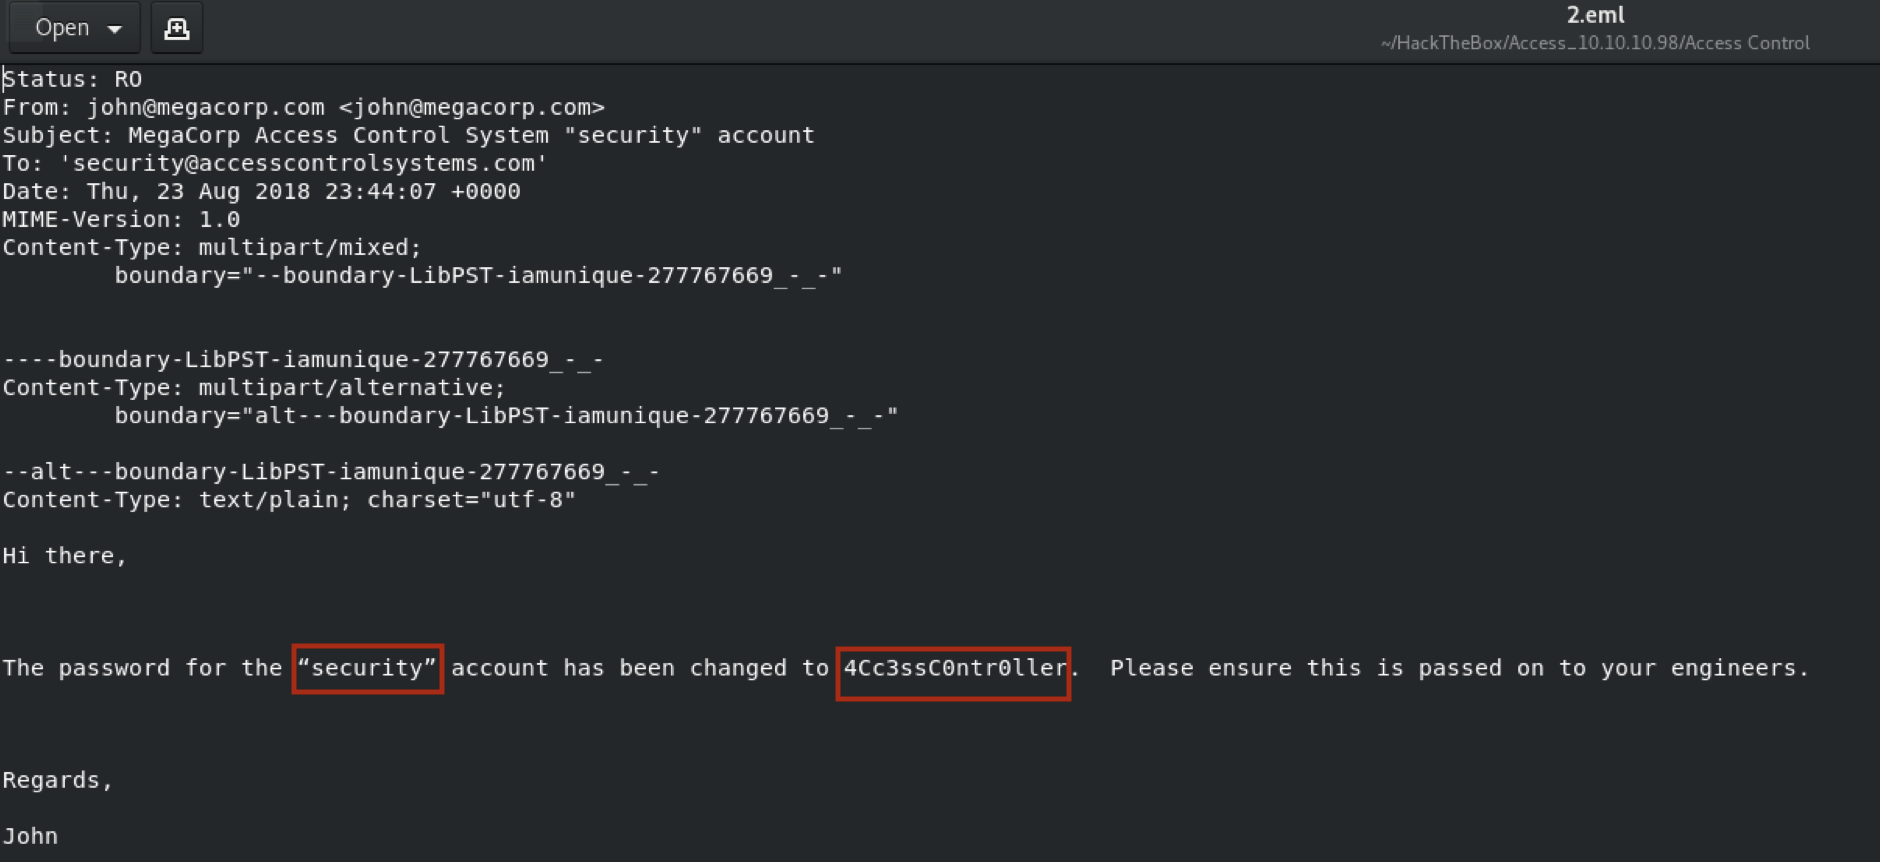 Open
2.eml
~/HackTheBox/Access_10.10.10.98/Access Control
Status: RO
From: john@megacorp.com <john@megacorp.com>
Subject: MegaCorp Access Control System "security" account
To: 'security@accesscontrolsystems.com'
Date: Thu, 23 Aug 2018 23:44:07 +0000
MIME-Version: 1.0
Content-Type: multipart/mixed;
boundary="--boundary-LibPST-iamunique-277767669_-_-"
----boundary-LibPST-iamunique-277767669_-_-
Content-Type: multipart/alternative;
boundary="alt---boundary-LibPST-iamunique-277767669_-_-"
--alt---boundary-LibPST-iamunique-277767669_-_-
Content-Type: text/plain; charset="utf-8"
Hi there,
The password for the “security” account has been changed to 4Cc3ssC0ntr0ller.  Please ensure this is passed on to your engineers.
Regards,
John